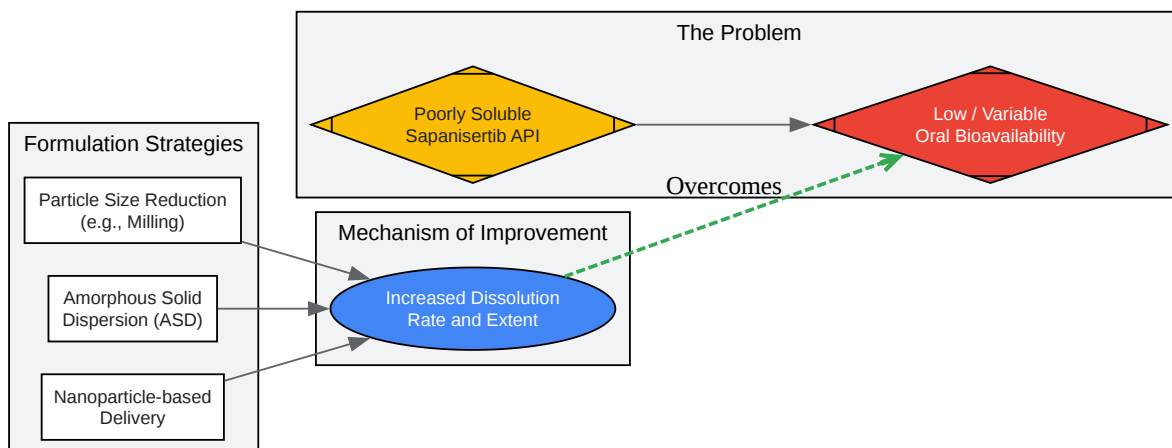 The Problem
Poorly Soluble
Sapanisertib API
Low / Variable
Oral Bioavailability
Overcomes
Formulation Strategies
Particle Size Reduction
(e.g., Milling)
Amorphous Solid
Dispersion (ASD)
Nanoparticle-based
Delivery
Mechanism of Improvement
Increased Dissolution
Rate and Extent